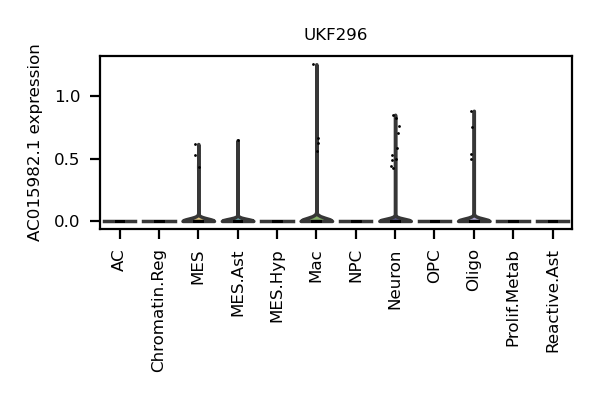 UKF296
AC015982.1 expression
1.0
0.5
0.0
AC
Chromatin.Reg
MES
MES.Ast
MES.Hyp
Mac
NPC
Neuron
OPC
Oligo
Prolif.Metab
Reactive.Ast